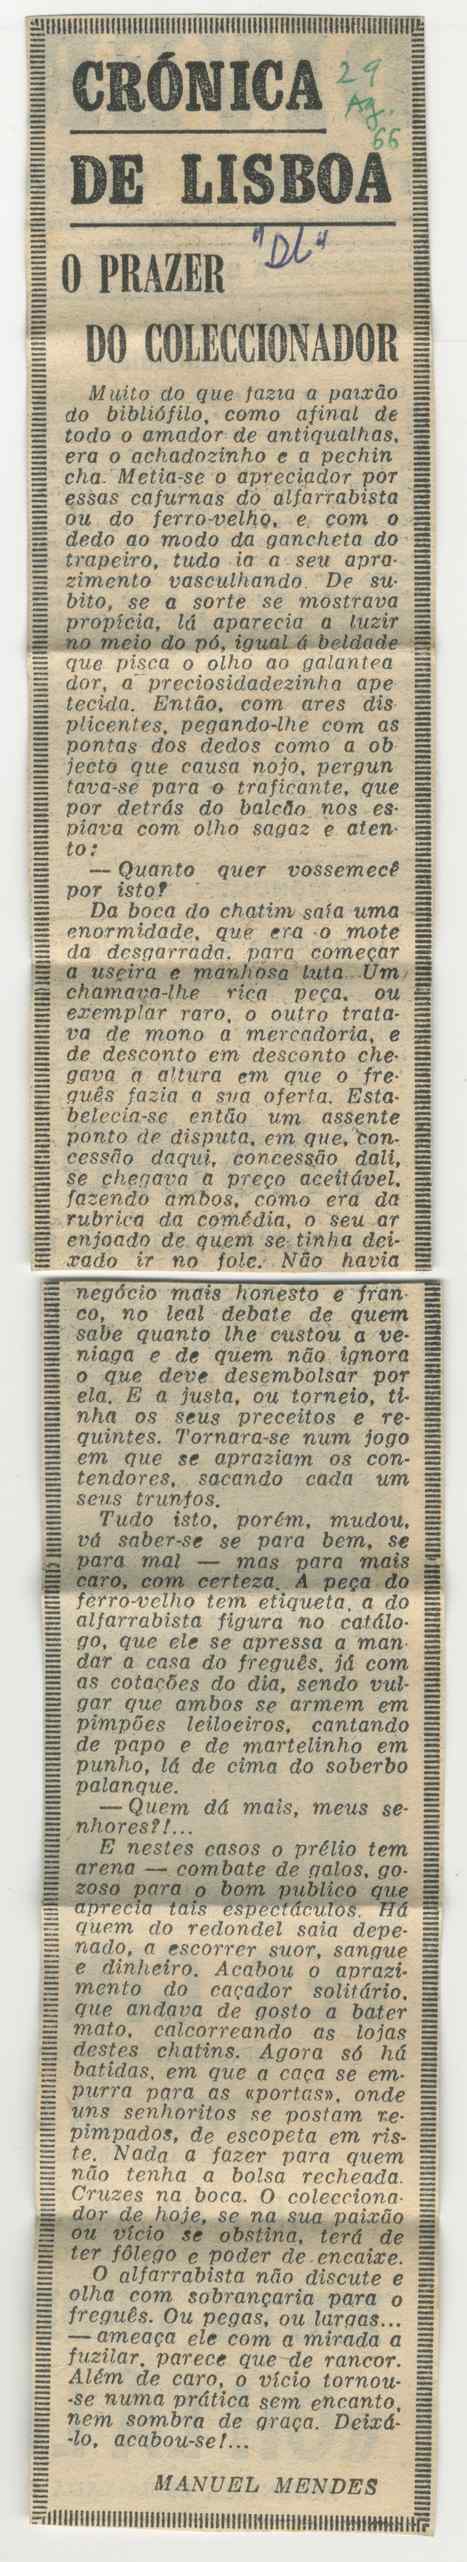 CRÓNICA
29
Ag.
66
DE LISBOA
"DL"
O PRAZER
DO COLECCIONADOR
Muito do que fazia a paixão
do bibliófilo, como afinal de
todo o amador de antiqualhas,
era o achadozinho e a pechin
cha. Metia-se o apreciador por
essas cafurnas do alfarrabista
ou do ferro-velho, e, com o
dedo ao modo da gancheta do
trapeiro, tudo ia a seu apra-
zimento vasculhando. De su-
bito, se a sorte se mostrava
propícia, lá aparecia a luzir
no meio do pó, igual á beldade
que pisca o olho ao galantea
dor, a preciosidadezinha ape
tecida. Então, com ares dis
plicentes, pegando-lhe com as
pontas dos dedos como a ob
jecto que causa nojo, pergun
tava-se para o traficante, que
por detrás do balcão nos es-
piava com olho sagaz e aten-
to:
— Quanto quer vossemecê
por isto?
Da boca do chatim saía uma
enormidade, que era o mote
da desgarrada, para começar
a useira e manhosa luta. Um
chamava-lhe rica peça, ou
exemplar raro, o outro trata-
va de mono a mercadoria, e
de desconto em desconto che-
gava a altura em que o fre-
guês fazia a sua oferta. Esta-
belecia-se então um assente
ponto de disputa, em que, con-
cessão daqui, concessão dali,
se chegava a preço aceitável,
fazendo ambos, como era da
rubrica da comédia, o seu ar
enjoado de quem se tinha dei-
xado ir no fole. Não havia
negócio mais honesto e fran-
co, no leal debate de quem
sabe quanto lhe custou a ve-
niaga e de quem não ignora
o que deve desembolsar por
ela. E a justa, ou torneio, ti-
nha os seus preceitos e re-
quintes. Tornara-se num jogo
em que se apraziam os con-
tendores, sacando cada um
seus trunfos.
Tudo isto, porém, mudou,
vá saber-se se para bem, se
para mal — mas para mais
caro, com certeza. A peça do
ferro-velho tem etiqueta, a do
alfarrabista figura no catálo-
go, que ele se apressa a man-
dar a casa do freguês, já com
as cotações do dia, sendo vul-
gar que ambos se armem em
pimpões leiloeiros, cantando
de papo e de martelinho em
punho, lá de cima do soberbo
palanque.
— Quem dá mais, meus se-
nhores?!...
E nestes casos o prélio tem
arena — combate de galos, go-
zoso para o bom publico que
aprecia tais espectáculos. Há
quem do redondel saia depe-
nado, a escorrer suor, sangue
e dinheiro. Acabou o aprazi-
mento do caçador solitário,
que andava de gosto a bater
mato, calcorreando as lojas
destes chatins. Agora só há
batidas, em que a caça se em-
purra para as «portas», onde
uns senhoritos se postam re-
pimpados, de escopeta em ris-
te. Nada a fazer para quem
não tenha a bolsa recheada.
Cruzes na boca. O colecciona-
dor de hoje, se na sua paixão
ou vício se obstina, terá de
ter fôlego e poder de encaixe.
O alfarrabista não discute e
olha com sobrançaria para o
freguês. Ou pegas, ou largas...
— ameaça ele com a mirada a
fuzilar, parece que de rancor.
Além de caro, o vício tornou-
-se numa prática sem encanto,
nem sombra de graça. Deixá-
-lo, acabou-se!...
MANUEL MENDES